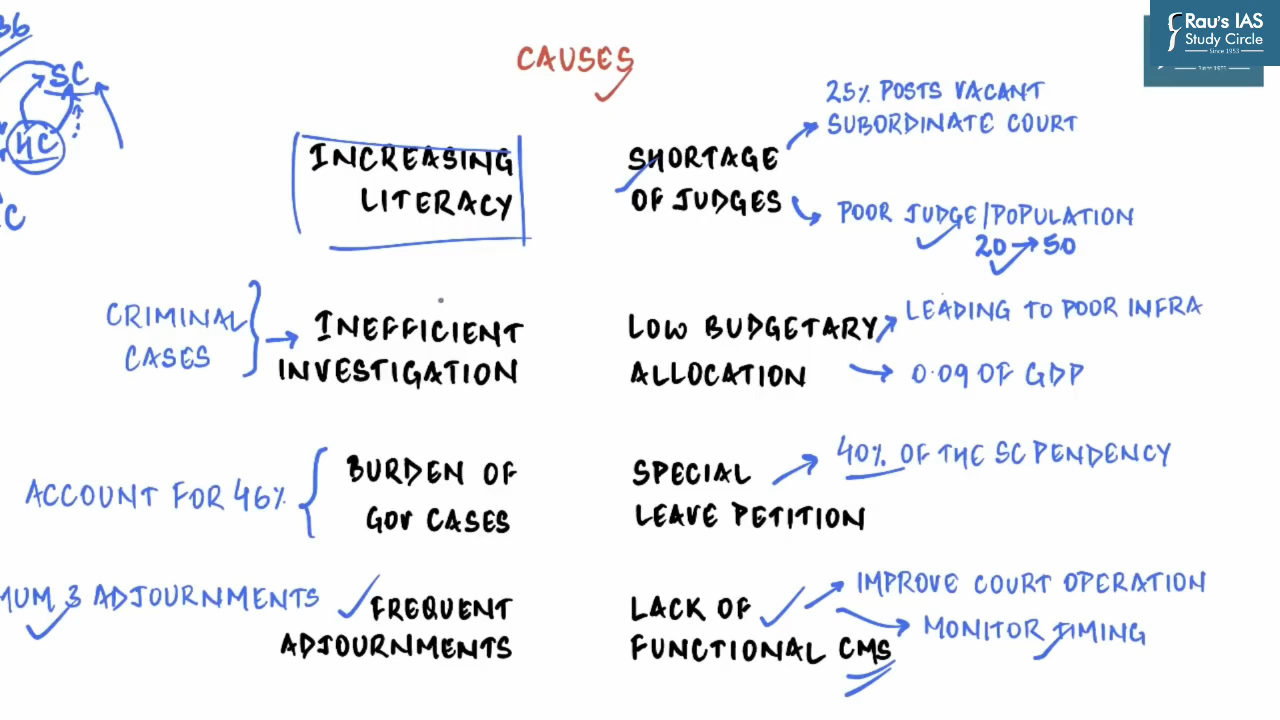 Rau's IAS
Study Circle
Since 1953
36
SC
HC
C
CAUSES
INCREASING
LITERACY
SHORTAGE
OF JUDGES
25% POSTS VACANT
SUBORDINATE COURT
POOR JUDGE/POPULATION
20 → 50
CRIMINAL
CASES
INEFFICIENT
INVESTIGATION
LOW BUDGETARY
ALLOCATION
LEADING TO POOR INFRA
0.09 OF GDP
ACCOUNT FOR 46%
BURDEN OF
GOV CASES
SPECIAL
LEAVE PETITION
40% OF THE SC PENDENCY
MUM 3 ADJOURNMENTS
FREQUENT
ADJOURNMENTS
LACK OF
FUNCTIONAL CMS
IMPROVE COURT OPERATION
MONITOR TIMING